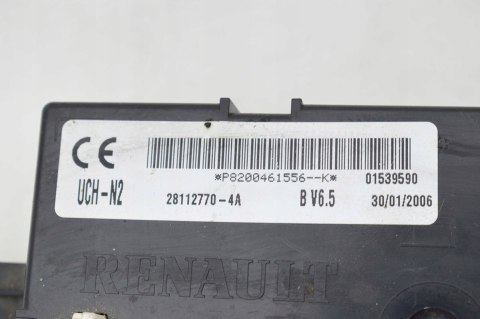 CE
*P8200461556--K* 01539590
UCH-N2 28112770-4A B V6.5 30/01/2006
RENAULT